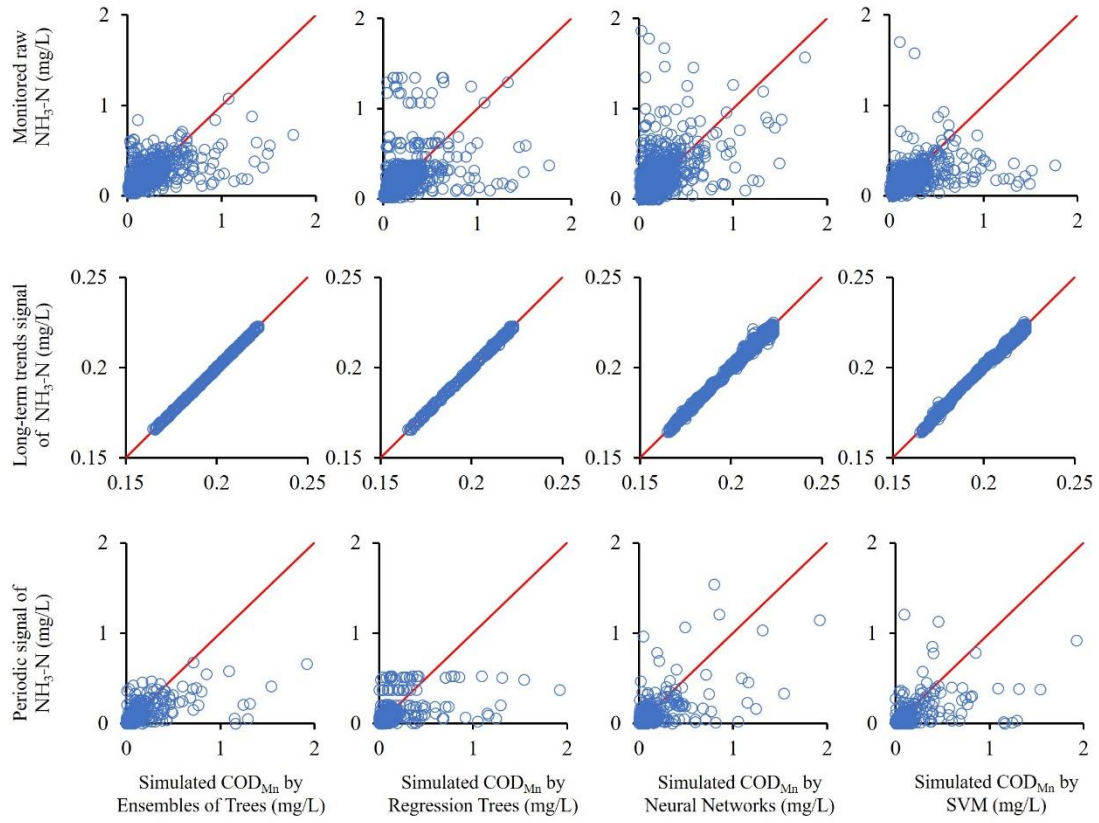 Monitored raw
NH₃-N (mg/L)
2
1
0
0 1 2
2
1
0
0 1 2
2
1
0
0 1 2
2
1
0
0 1 2
Long-term trends signal
of NH₃-N (mg/L)
0.25
0.2
0.15
0.15 0.2 0.25
0.25
0.2
0.15
0.15 0.2 0.25
0.25
0.2
0.15
0.15 0.2 0.25
0.25
0.2
0.15
0.15 0.2 0.25
Periodic signal of
NH₃-N (mg/L)
2
1
0
0 1 2
2
1
0
0 1 2
2
1
0
0 1 2
2
1
0
0 1 2
Simulated COD_Mn by
Ensembles of Trees (mg/L)
Simulated COD_Mn by
Regression Trees (mg/L)
Simulated COD_Mn by
Neural Networks (mg/L)
Simulated COD_Mn by
SVM (mg/L)